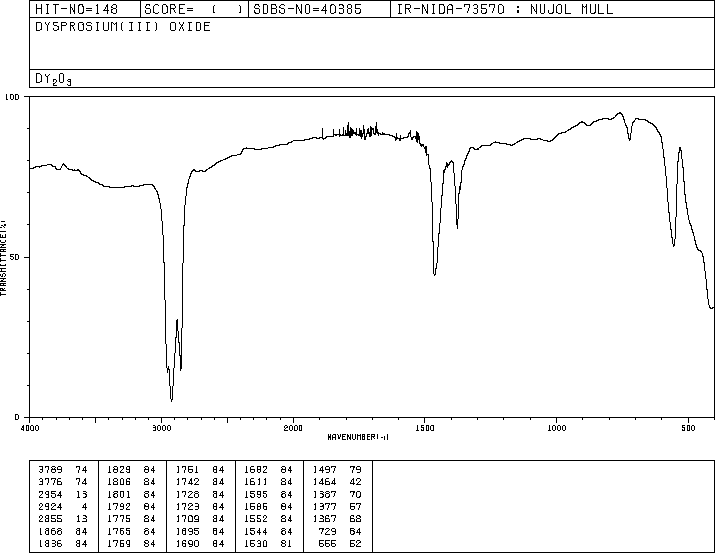 HIT-NO=148 SCORE= ( ) SDBS-NO=40385 IR-NIDA-73570 : NUJOL MULL
DYSPROSIUM(III) OXIDE
DY2O3
100
50
0
TRANSMITTANCE(%)
4000 3000 2000 1500 1000 500
WAVENUMBER(-1)
3789 74 1829 84 1751 84 1682 84 1497 79
3776 74 1806 84 1742 84 1611 84 1464 42
2954 13 1801 84 1728 84 1595 84 1387 70
2924 4 1792 84 1723 84 1586 84 1377 57
2855 13 1775 84 1709 84 1552 84 1367 68
1868 84 1765 84 1695 84 1544 84 729 84
1836 84 1759 84 1690 84 1530 81 555 52